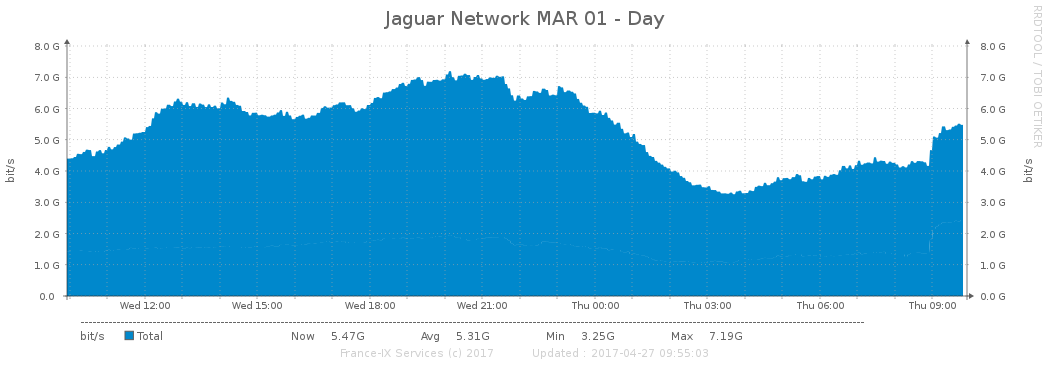 Jaguar Network MAR 01 - Day
RRDTOOL / TOBI OETIKER
8.0 G 8.0 G
7.0 G 7.0 G
6.0 G 6.0 G
5.0 G 5.0 G
4.0 G 4.0 G
3.0 G 3.0 G
2.0 G 2.0 G
1.0 G 1.0 G
0.0 0.0 G
bit/s bit/s
Wed 12:00 Wed 15:00 Wed 18:00 Wed 21:00 Thu 00:00 Thu 03:00 Thu 06:00 Thu 09:00
bit/s Total Now 5.47G Avg 5.31G Min 3.25G Max 7.19G
France-IX Services (c) 2017 Updated : 2017-04-27 09:55:03